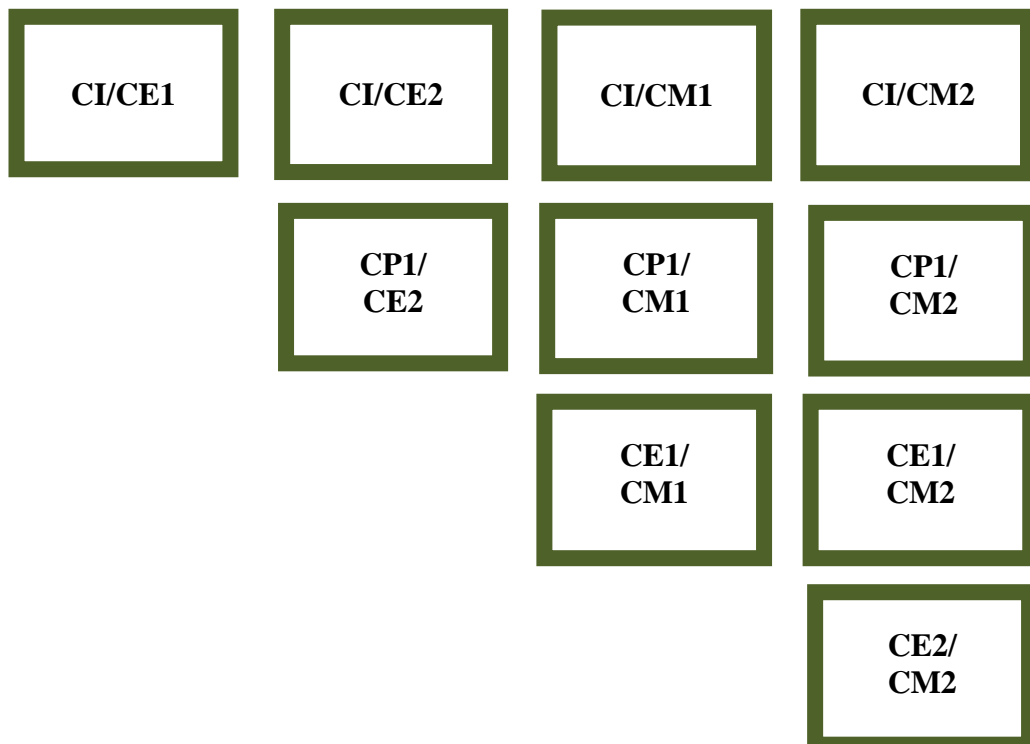 CI/CE1
CI/CE2
CI/CM1
CI/CM2
CP1/
CE2
CP1/
CM1
CP1/
CM2
CE1/
CM1
CE1/
CM2
CE2/
CM2